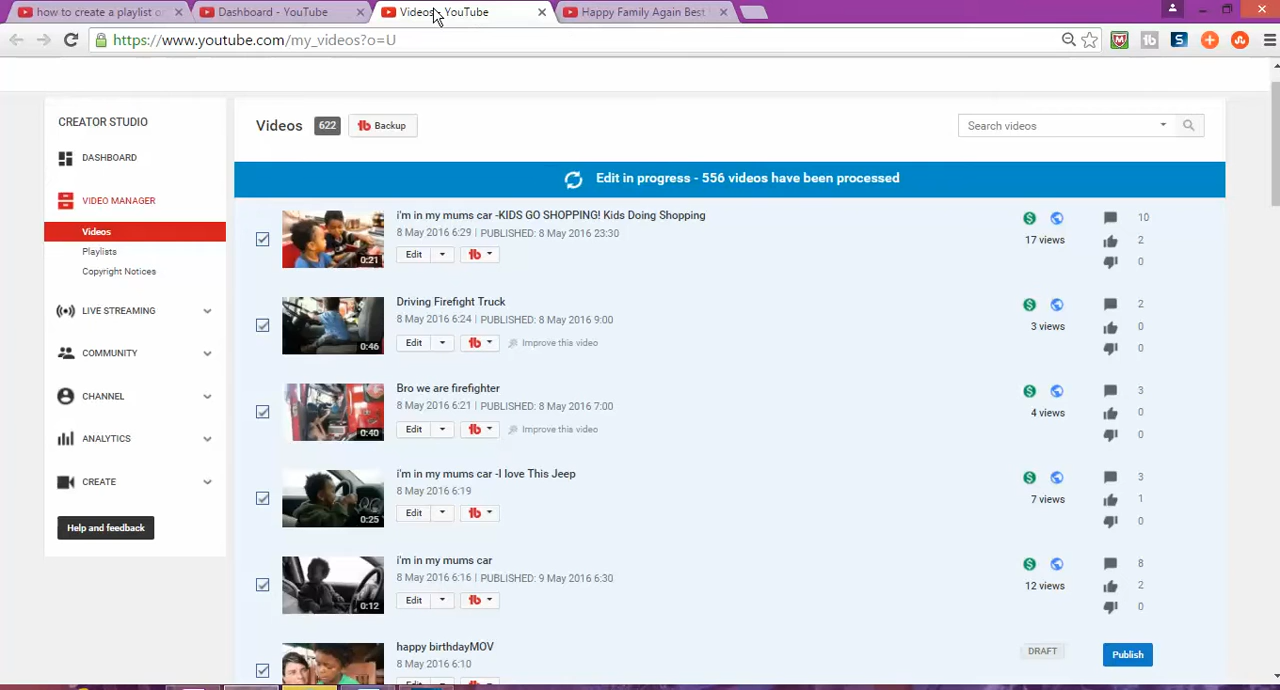 how to create a playlist o
Dashboard - YouTube
Videos - YouTube
Happy Family Again Best
https://www.youtube.com/my_videos?o=U
CREATOR STUDIO
DASHBOARD
VIDEO MANAGER
Videos
Playlists
Copyright Notices
LIVE STREAMING
COMMUNITY
CHANNEL
ANALYTICS
CREATE
Help and feedback
Videos 622 tb Backup
Search videos
Edit in progress - 556 videos have been processed
i'm in my mums car -KIDS GO SHOPPING! Kids Doing Shopping
8 May 2016 6:29 | PUBLISHED: 8 May 2016 23:30
Edit tb
0:21
17 views
10
2
0
Driving Firefight Truck
8 May 2016 6:24 | PUBLISHED: 8 May 2016 9:00
Edit tb Improve this video
0:46
3 views
2
0
0
Bro we are firefighter
8 May 2016 6:21 | PUBLISHED: 8 May 2016 7:00
Edit tb Improve this video
0:40
4 views
3
0
0
i'm in my mums car -I love This Jeep
8 May 2016 6:19
Edit tb
0:25
7 views
3
1
0
i'm in my mums car
8 May 2016 6:16 | PUBLISHED: 9 May 2016 6:30
Edit tb
0:12
12 views
8
2
0
happy birthdayMOV
8 May 2016 6:10
DRAFT
Publish